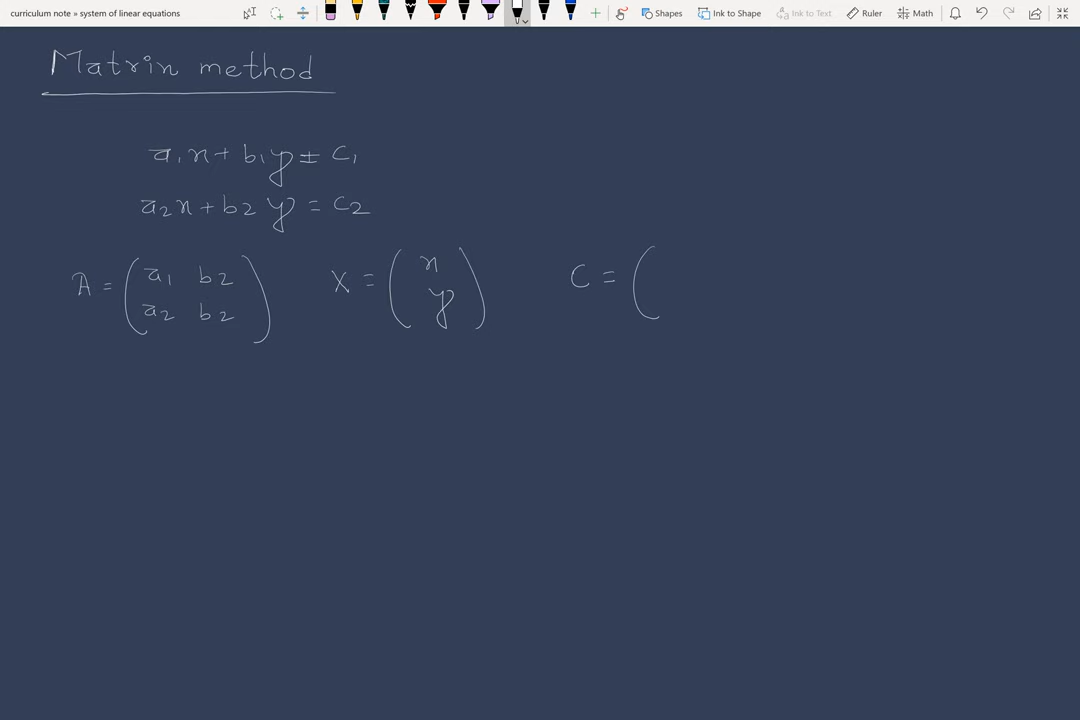 curriculum note » system of linear equations
Shapes Ink to Shape Ink to Text Ruler Math
Matrix method
a₁x + b₁y = c₁
a₂x + b₂y = c₂
A = ( a₁ b₂ X = ( x C = (
a₂ b₂ ) y )